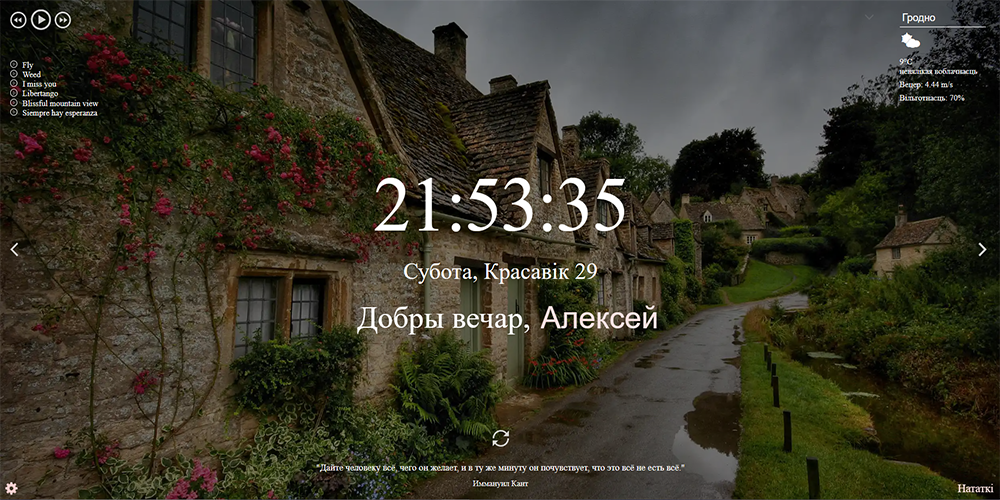 Fly
Weed
I miss you
Libertango
Blissful mountain view
Siempre hay esperanza
Гродно
9°C
невялікая воблачнасць
Вецер: 4.44 m/s
Вільготнасць: 70%
21:53:35
Субота, Красавік 29
Добры вечар, Алексей
"Дайте человеку всё, чего он желает, и в ту же минуту он почувствует, что это всё не есть всё."
Иммануил Кант
Нататкі